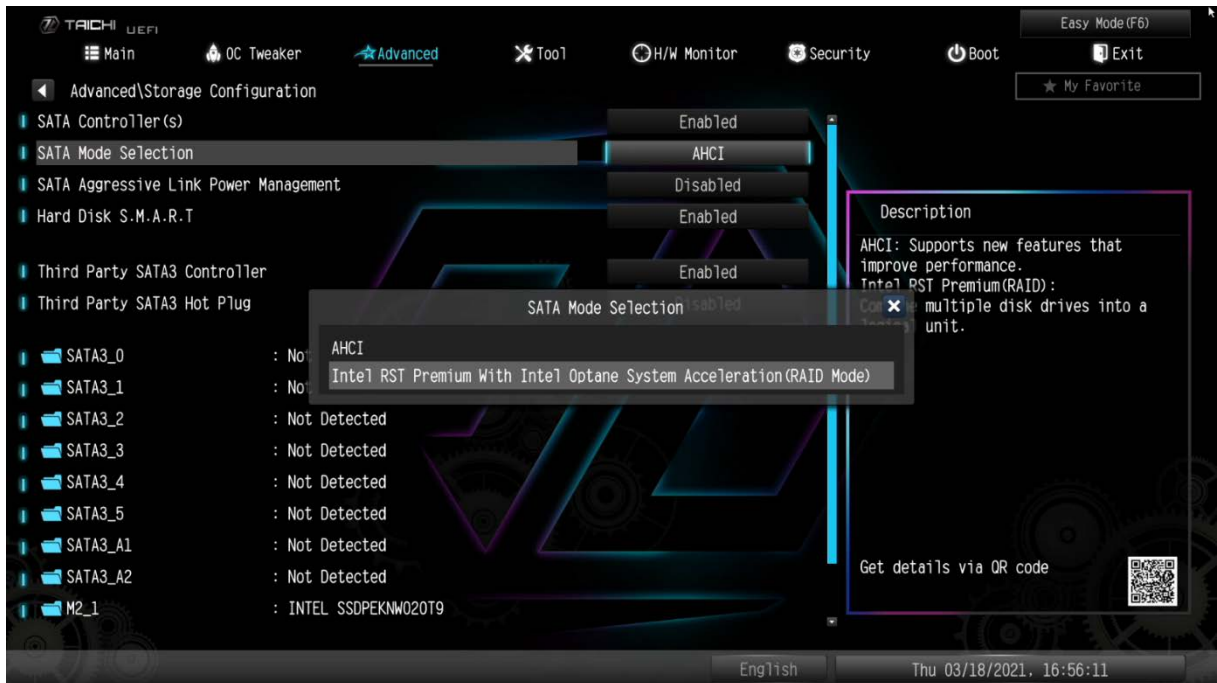 TAICHI UEFI
Easy Mode(F6)
Main OC Tweaker Advanced Tool H/W Monitor Security Boot Exit
Advanced\Storage Configuration
My Favorite
SATA Controller(s) Enabled
SATA Mode Selection AHCI
SATA Aggressive Link Power Management Disabled
Hard Disk S.M.A.R.T Enabled
Third Party SATA3 Controller Enabled
Third Party SATA3 Hot Plug
SATA Mode Selection
AHCI
Intel RST Premium With Intel Optane System Acceleration(RAID Mode)
SATA3_0 :
SATA3_1 :
SATA3_2 : Not Detected
SATA3_3 : Not Detected
SATA3_4 : Not Detected
SATA3_5 : Not Detected
SATA3_A1 : Not Detected
SATA3_A2 : Not Detected
M2_1 : INTEL SSDPEKNW020T9
Description
AHCI: Supports new features that
improve performance.
Intel RST Premium(RAID):
multiple disk drives into a
unit.
Get details via QR code
English
Thu 03/18/2021, 16:56:11